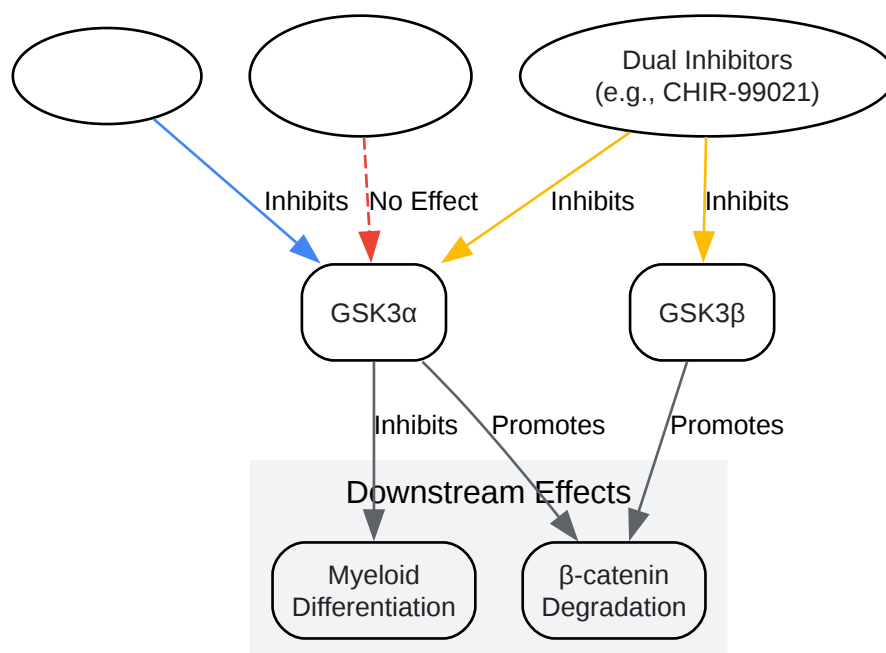 Dual Inhibitors
(e.g., CHIR-99021)
Inhibits
No Effect
Inhibits
Inhibits
GSK3α
GSK3β
Inhibits
Promotes
Promotes
Downstream Effects
Myeloid
Differentiation
β-catenin
Degradation